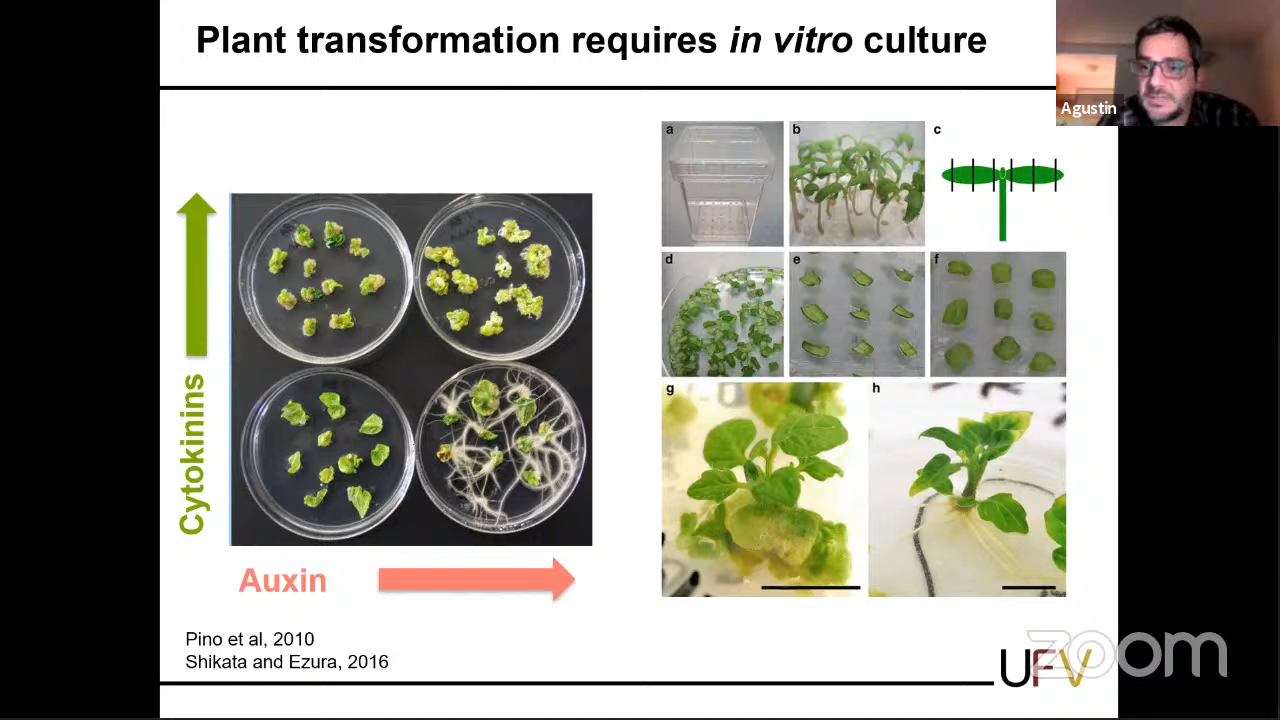 Plant transformation requires in vitro culture
Agustin
Cytokinins
Auxin
a
b
c
d
e
f
g
h
Pino et al, 2010
Shikata and Ezura, 2016
UFV
zoom